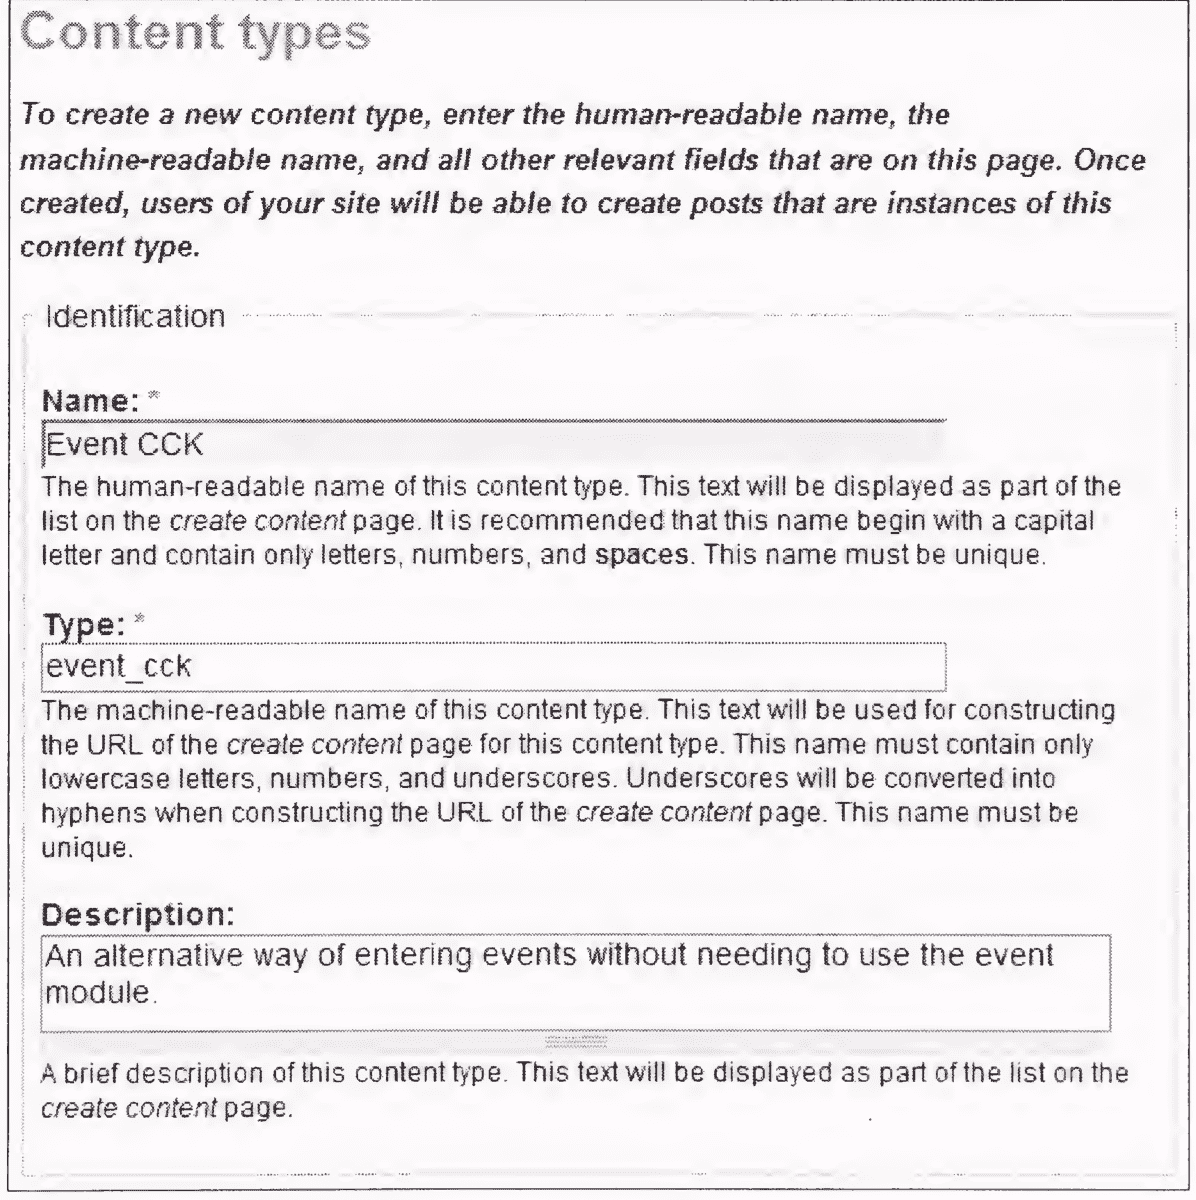 Content types
To create a new content type, enter the human-readable name, the
machine-readable name, and all other relevant fields that are on this page. Once
created, users of your site will be able to create posts that are instances of this
content type.
Identification
Name: *
Event CCK
The human-readable name of this content type. This text will be displayed as part of the
list on the create content page. It is recommended that this name begin with a capital
letter and contain only letters, numbers, and spaces. This name must be unique.
Type: *
event_cck
The machine-readable name of this content type. This text will be used for constructing
the URL of the create content page for this content type. This name must contain only
lowercase letters, numbers, and underscores. Underscores will be converted into
hyphens when constructing the URL of the create content page. This name must be
unique.
Description:
An alternative way of entering events without needing to use the event
module.
A brief description of this content type. This text will be displayed as part of the list on the
create content page.